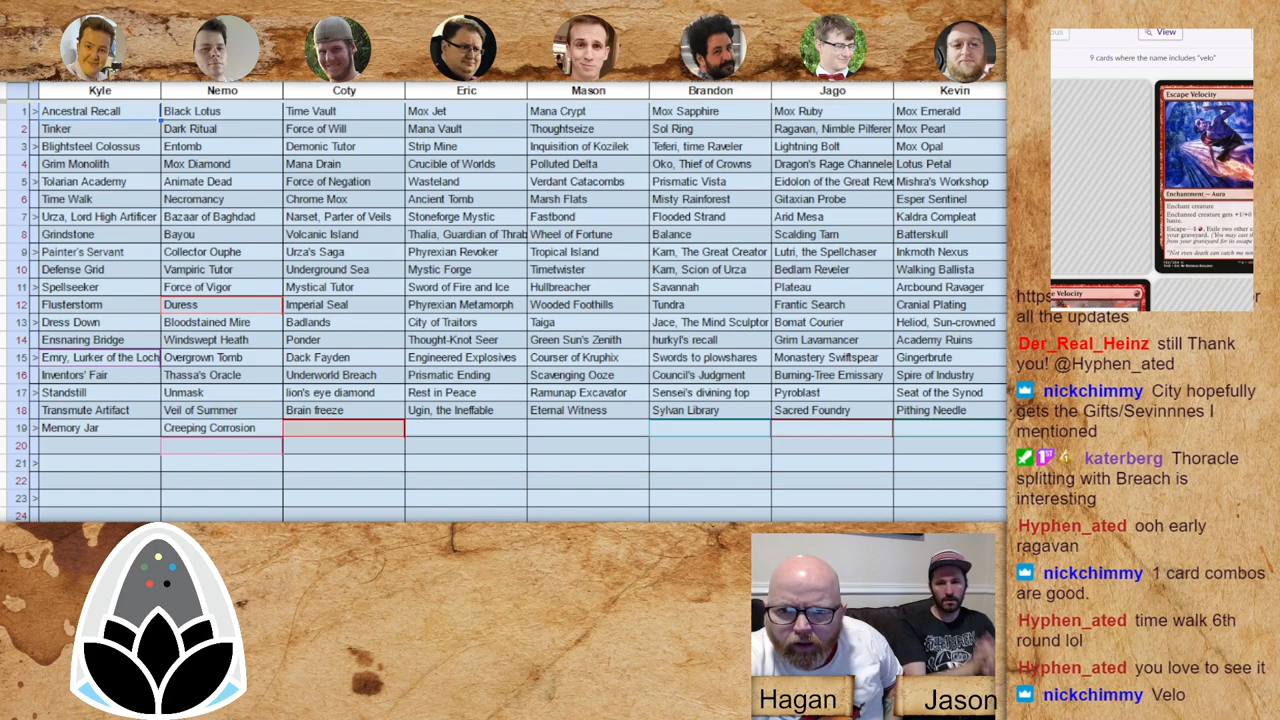 Kyle Nemo Coty Eric Mason Brandon Jago Kevin
1 > Ancestral Recall Black Lotus Time Vault Mox Jet Mana Crypt Mox Sapphire Mox Ruby Mox Emerald
2 Tinker Dark Ritual Force of Will Mana Vault Thoughtseize Sol Ring Ragavan, Nimble Pilferer Mox Pearl
3 > Blightsteel Colossus Entomb Demonic Tutor Strip Mine Inquisition of Kozilek Teferi, time Raveler Lightning Bolt Mox Opal
4 Grim Monolith Mox Diamond Mana Drain Crucible of Worlds Polluted Delta Oko, Thief of Crowns Dragon's Rage Channele Lotus Petal
5 > Tolarian Academy Animate Dead Force of Negation Wasteland Verdant Catacombs Prismatic Vista Eidolon of the Great Rev Mishra's Workshop
6 Time Walk Necromancy Chrome Mox Ancient Tomb Marsh Flats Misty Rainforest Gitaxian Probe Esper Sentinel
7 > Urza, Lord High Artificer Bazaar of Baghdad Narset, Parter of Veils Stoneforge Mystic Fastbond Flooded Strand Arid Mesa Kaldra Compleat
8 Grindstone Bayou Volcanic Island Thalia, Guardian of Thrab Wheel of Fortune Balance Scalding Tarn Batterskull
9 > Painter's Servant Collector Ouphe Urza's Saga Phyrexian Revoker Tropical Island Karn, The Great Creator Lutri, the Spellchaser Inkmoth Nexus
10 Defense Grid Vampiric Tutor Underground Sea Mystic Forge Timetwister Karn, Scion of Urza Bedlam Reveler Walking Ballista
11 > Spellseeker Force of Vigor Mystical Tutor Sword of Fire and Ice Hullbreacher Savannah Plateau Arcbound Ravager
12 Flusterstorm Duress Imperial Seal Phyrexian Metamorph Wooded Foothills Tundra Frantic Search Cranial Plating
13 > Dress Down Bloodstained Mire Badlands City of Traitors Taiga Jace, The Mind Sculptor Bomat Courier Heliod, Sun-crowned
14 Ensnaring Bridge Windswept Heath Ponder Thought-Knot Seer Green Sun's Zenith hurkyl's recall Grim Lavamancer Academy Ruins
15 > Emry, Lurker of the Loch Overgrown Tomb Dack Fayden Engineered Explosives Courser of Kruphix Swords to plowshares Monastery Swiftspear Gingerbrute
16 Inventors' Fair Thassa's Oracle Underworld Breach Prismatic Ending Scavenging Ooze Council's Judgment Burning-Tree Emissary Spire of Industry
17 > Standstill Unmask lion's eye diamond Rest in Peace Ramunap Excavator Sensei's divining top Pyroblast Seat of the Synod
18 Transmute Artifact Veil of Summer Brain freeze Ugin, the Ineffable Eternal Witness Sylvan Library Sacred Foundry Pithing Needle
19 > Memory Jar Creeping Corrosion
20
21 >
22
23 >
24
Hagan
Jason
View
9 cards where the name includes "velo"
Escape Velocity
Enchantment – Aura
Enchant creature
Enchanted creature gets +1/+0
haste.
Velocity
https
all the updates
Der_Real_Heinz still Thank
you! @Hyphen_ated
nickchimmy City hopefully
gets the Gifts/Sevinnnes I
mentioned
katerberg Thoracle
splitting with Breach is
interesting
Hyphen_ated ooh early
ragavan
nickchimmy 1 card combos
are good.
Hyphen_ated time walk 6th
round lol
Hyphen_ated you love to see it
nickchimmy Velo